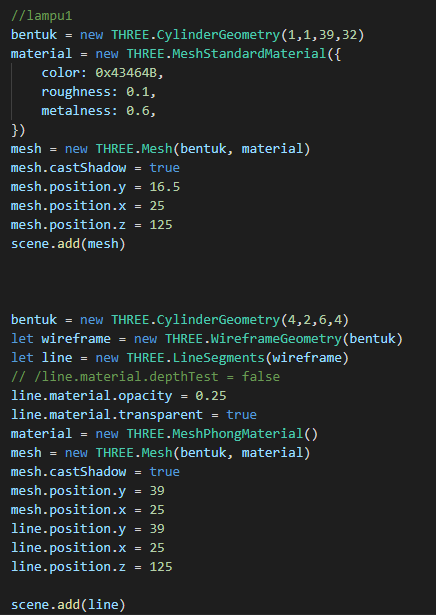 //lampu1
bentuk = new THREE.CylinderGeometry(1,1,39,32)
material = new THREE.MeshStandardMaterial({
    color: 0x43464B,
    roughness: 0.1,
    metalness: 0.6,
})
mesh = new THREE.Mesh(bentuk, material)
mesh.castShadow = true
mesh.position.y = 16.5
mesh.position.x = 25
mesh.position.z = 125
scene.add(mesh)
bentuk = new THREE.CylinderGeometry(4,2,6,4)
let wireframe = new THREE.WireframeGeometry(bentuk)
let line = new THREE.LineSegments(wireframe)
// /line.material.depthTest = false
line.material.opacity = 0.25
line.material.transparent = true
material = new THREE.MeshPhongMaterial()
mesh = new THREE.Mesh(bentuk, material)
mesh.castShadow = true
mesh.position.y = 39
mesh.position.x = 25
line.position.y = 39
line.position.x = 25
line.position.z = 125
scene.add(line)